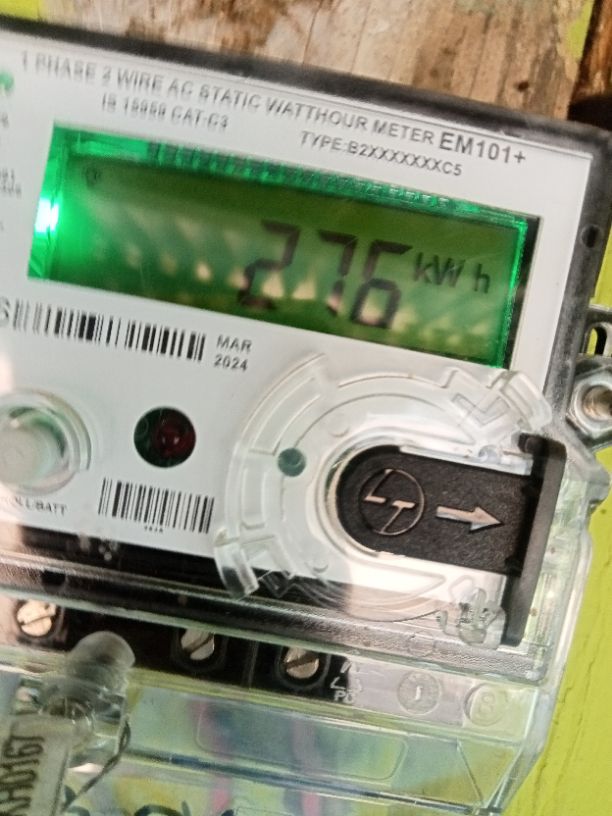 1 PHASE 2 WIRE AC STATIC WATTHOUR METER EM101+
IS 15959 CAT-C3
TYPE:B2XXXXXXXC5
276 kWh
MAR
2024
LT